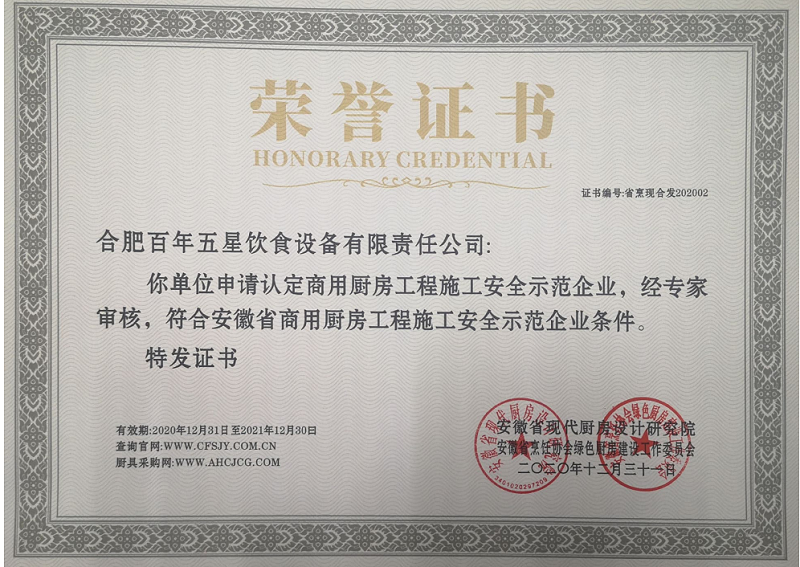 荣誉证书
HONORARY CREDENTIAL
证书编号:省烹现合发202002
合肥百年五星饮食设备有限责任公司:
你单位申请认定商用厨房工程施工安全示范企业，经专家
审核，符合安徽省商用厨房工程施工安全示范企业条件。
特发证书
有效期:2020年12月31日至2021年12月30日
查询官网:WWW.CFSJY.COM.CN
厨具采购网:WWW.AHCJCG.COM
安徽省现代厨房设计研究院
安徽省烹饪协会绿色厨房建设工作委员会
二〇二〇年十二月三十一日